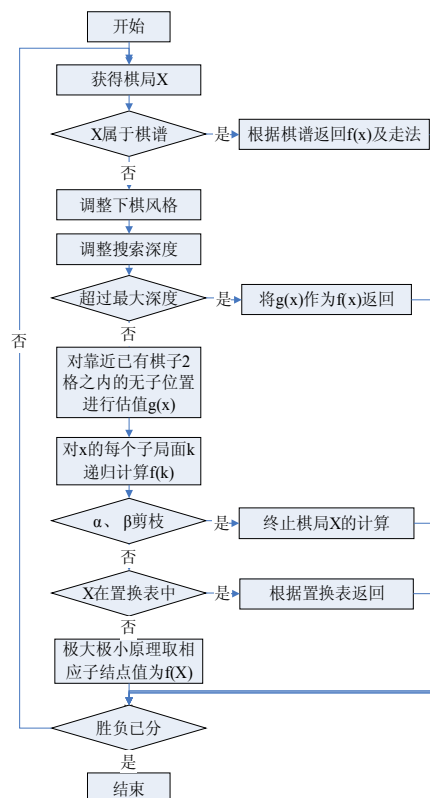 开始
获得棋局X
X属于棋谱
是
根据棋谱返回f(x)及走法
否
调整下棋风格
调整搜索深度
超过最大深度
是
将g(x)作为f(x)返回
否
否
对靠近已有棋子2
格之内的无子位置
进行估值g(x)
对x的每个子局面k
递归计算f(k)
α、β剪枝
是
终止棋局X的计算
否
X在置换表中
是
根据置换表返回
否
极大极小原理取相
应子结点值为f(X)
胜负已分
是
结束